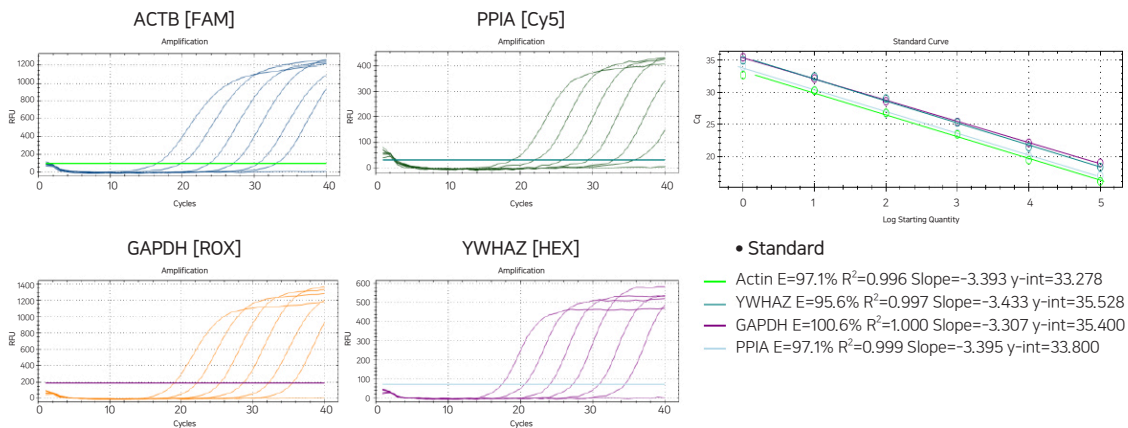 ACTB [FAM]
Amplification
RFU
1200
1000
800
600
400
200
0
0 10 20 30 40
Cycles
PPIA [Cy5]
Amplification
RFU
400
300
200
100
0
0 10 20 30 40
Cycles
Standard Curve
Cq
35
30
25
20
0 1 2 3 4 5
Log Starting Quantity
GAPDH [ROX]
Amplification
RFU
1400
1200
1000
800
600
400
200
0
0 10 20 30 40
Cycles
YWHAZ [HEX]
Amplification
RFU
600
500
400
300
200
100
0
0 10 20 30 40
Cycles
• Standard
Actin E=97.1% R²=0.996 Slope=-3.393 y-int=33.278
YWHAZ E=95.6% R²=0.997 Slope=-3.433 y-int=35.528
GAPDH E=100.6% R²=1.000 Slope=-3.307 y-int=35.400
PPIA E=97.1% R²=0.999 Slope=-3.395 y-int=33.800